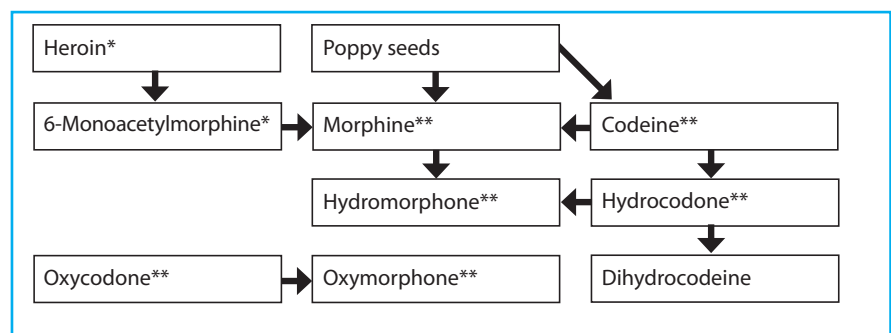 Heroin*
Poppy seeds
6-Monoacetylmorphine*
Morphine**
Codeine**
Hydromorphone**
Hydrocodone**
Oxycodone**
Oxymorphone**
Dihydrocodeine